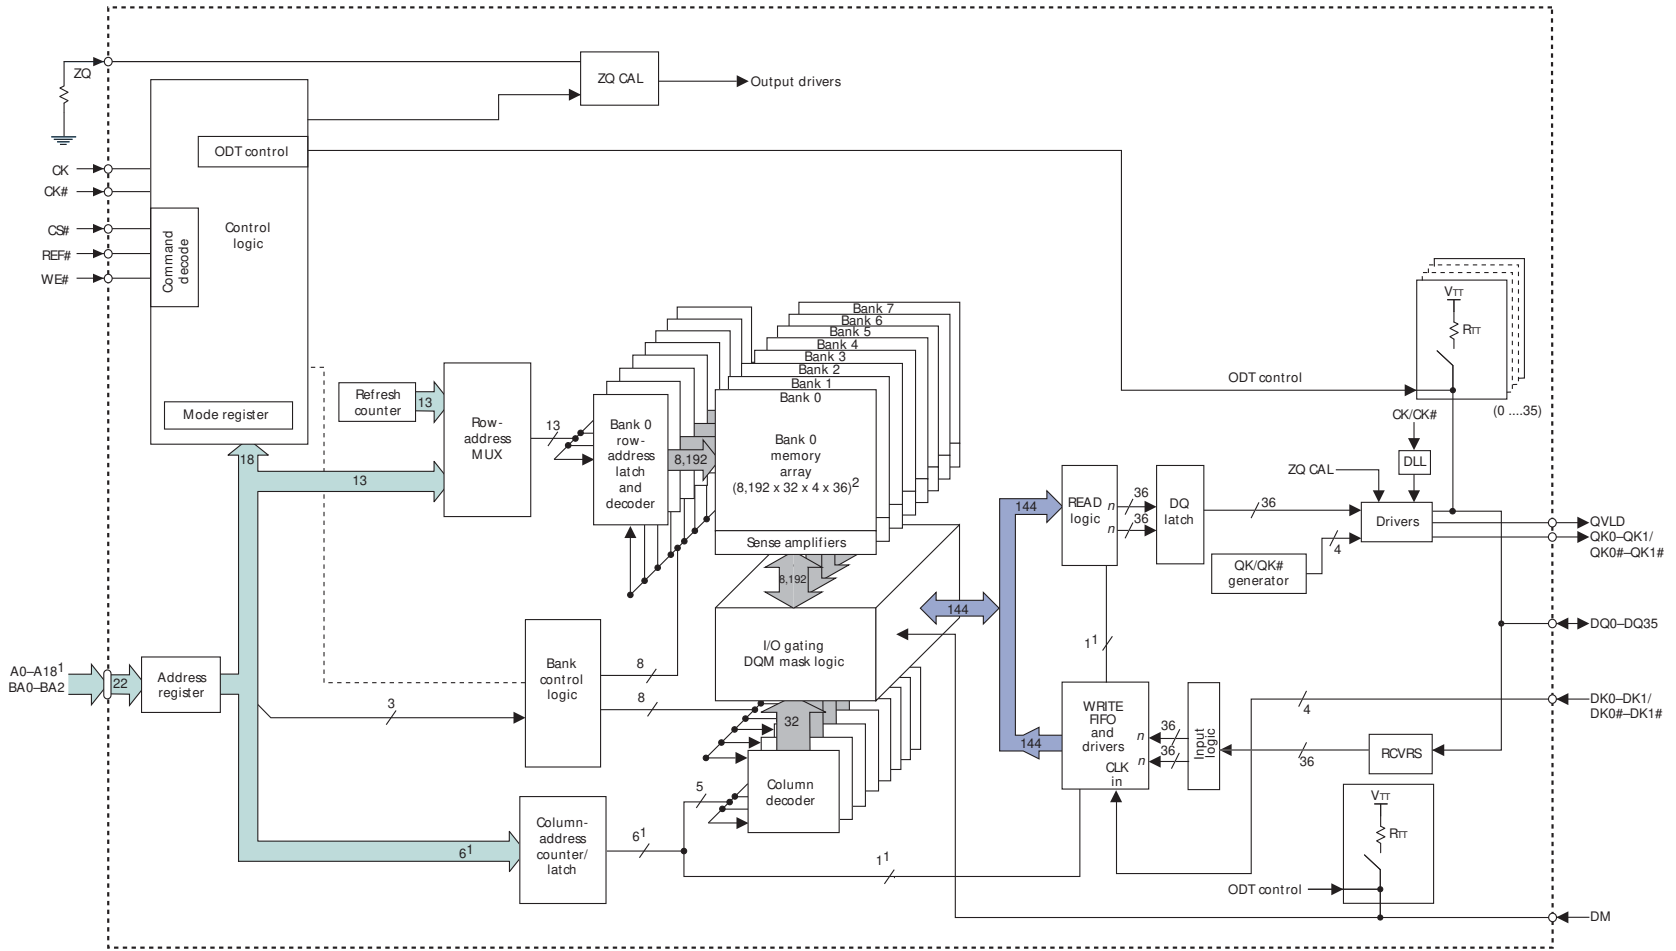 ZQ
ZQ CAL
Output drivers
ODT control
CK
CK#
CS#
REF#
WE#
Command
decode
Control
logic
Mode register
Refresh
counter
13
Row-
address
MUX
13
18
13
Bank 0
row-
address
latch
and
decoder
8,192
Bank 7
Bank 6
Bank 5
Bank 4
Bank 3
Bank 2
Bank 1
Bank 0
Bank 0
memory
array
(8,192 x 32 x 4 x 36)2
Sense amplifiers
8,192
I/O gating
DQM mask logic
32
Column
decoder
A0–A181
BA0–BA2
22
Address
register
3
Bank
control
logic
8
8
5
Column-
address
counter/
latch
61
61
11
144
144
144
READ
logic
n
n
36
36
DQ
latch
36
11
WRITE
FIFO
and
drivers
n
n
CLK
in
36
36
Input
logic
36
RCVRS
QK/QK#
generator
4
ZQ CAL
CK/CK#
DLL
Drivers
ODT control
VTT
RTT
(0 ....35)
QVLD
QK0–QK1/
QK0#–QK1#
DQ0–DQ35
4
DK0–DK1/
DK0#–DK1#
VTT
RTT
ODT control
DM